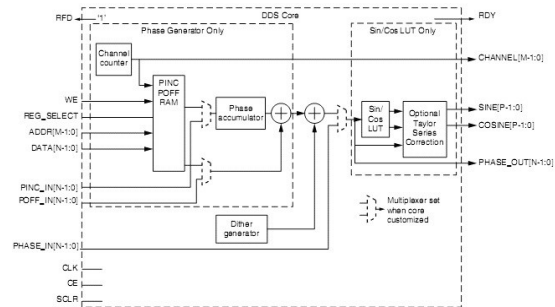 RFD
'1'
DDS Core
RDY
Phase Generator Only
Sin/Cos LUT Only
Channel
counter
CHANNEL[M-1:0]
PINC
POFF
RAM
WE
REG_SELECT
ADDR[M-1:0]
DATA[N-1:0]
Phase
accumulator
Sin/
Cos
LUT
Optional
Taylor
Series
Correction
SINE[P-1:0]
COSINE[P-1:0]
PHASE_OUT[N-1:0]
PINC_IN[N-1:0]
POFF_IN[N-1:0]
Multiplexer set
when core
customized
Dither
generator
PHASE_IN[N-1:0]
CLK
CE
SCLR